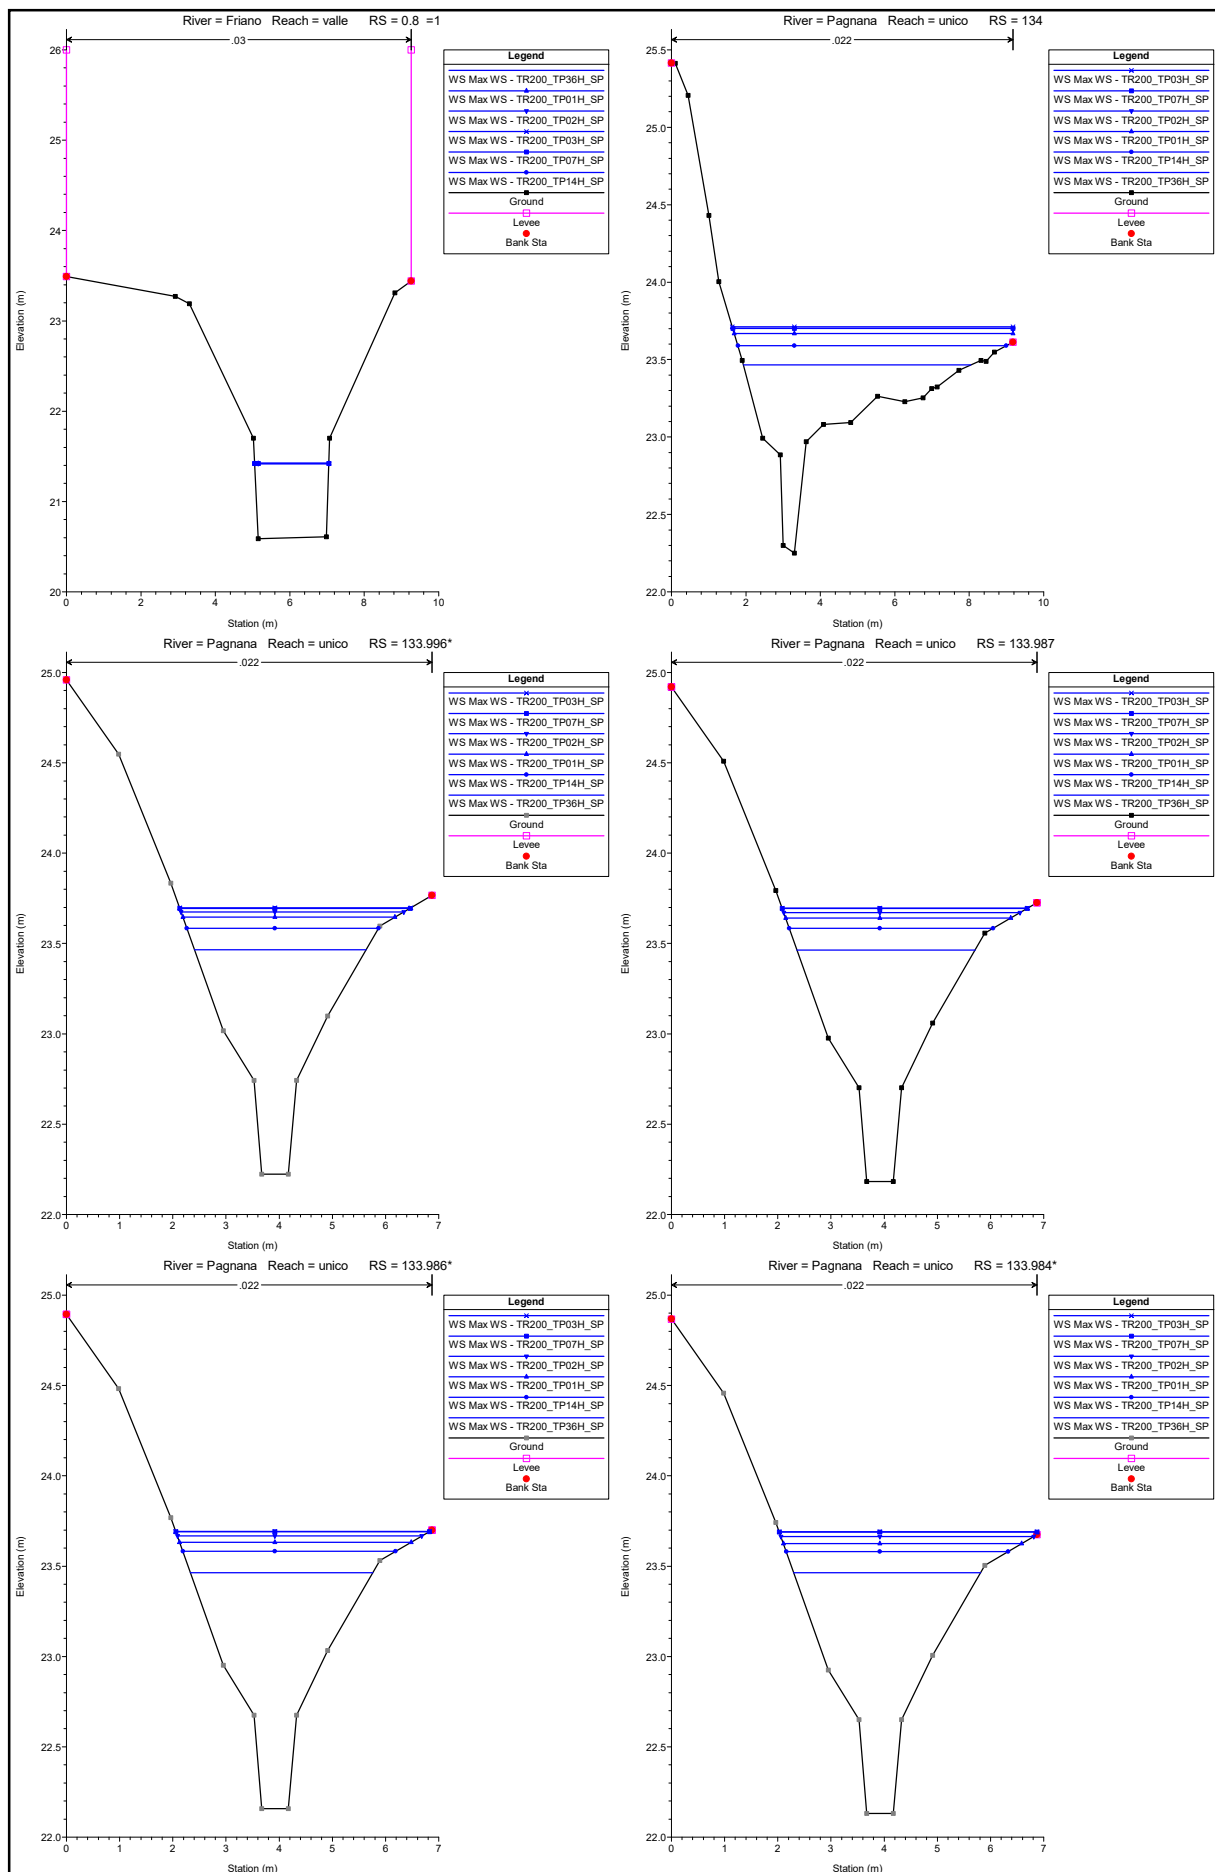 River = Friano   Reach = valle   RS = 0.8  =1
.03
Legend
WS Max WS - TR200_TP36H_SP
WS Max WS - TR200_TP01H_SP
WS Max WS - TR200_TP02H_SP
WS Max WS - TR200_TP03H_SP
WS Max WS - TR200_TP07H_SP
WS Max WS - TR200_TP14H_SP
Ground
Levee
Bank Sta
26
25
24
23
22
21
20
Elevation (m)
0 2 4 6 8 10
Station (m)
River = Pagnana   Reach = unico   RS = 134
.022
Legend
WS Max WS - TR200_TP03H_SP
WS Max WS - TR200_TP07H_SP
WS Max WS - TR200_TP02H_SP
WS Max WS - TR200_TP01H_SP
WS Max WS - TR200_TP14H_SP
WS Max WS - TR200_TP36H_SP
Ground
Levee
Bank Sta
25.5
25.0
24.5
24.0
23.5
23.0
22.5
22.0
Elevation (m)
0 2 4 6 8 10
Station (m)
River = Pagnana   Reach = unico   RS = 133.996*
.022
Legend
WS Max WS - TR200_TP03H_SP
WS Max WS - TR200_TP07H_SP
WS Max WS - TR200_TP02H_SP
WS Max WS - TR200_TP01H_SP
WS Max WS - TR200_TP14H_SP
WS Max WS - TR200_TP36H_SP
Ground
Levee
Bank Sta
25.0
24.5
24.0
23.5
23.0
22.5
22.0
Elevation (m)
0 1 2 3 4 5 6 7
Station (m)
River = Pagnana   Reach = unico   RS = 133.987
.022
Legend
WS Max WS - TR200_TP03H_SP
WS Max WS - TR200_TP07H_SP
WS Max WS - TR200_TP02H_SP
WS Max WS - TR200_TP01H_SP
WS Max WS - TR200_TP14H_SP
WS Max WS - TR200_TP36H_SP
Ground
Levee
Bank Sta
25.0
24.5
24.0
23.5
23.0
22.5
22.0
Elevation (m)
0 1 2 3 4 5 6 7
Station (m)
River = Pagnana   Reach = unico   RS = 133.986*
.022
Legend
WS Max WS - TR200_TP03H_SP
WS Max WS - TR200_TP07H_SP
WS Max WS - TR200_TP02H_SP
WS Max WS - TR200_TP01H_SP
WS Max WS - TR200_TP14H_SP
WS Max WS - TR200_TP36H_SP
Ground
Levee
Bank Sta
25.0
24.5
24.0
23.5
23.0
22.5
22.0
Elevation (m)
0 1 2 3 4 5 6 7
Station (m)
River = Pagnana   Reach = unico   RS = 133.984*
.022
Legend
WS Max WS - TR200_TP03H_SP
WS Max WS - TR200_TP07H_SP
WS Max WS - TR200_TP02H_SP
WS Max WS - TR200_TP01H_SP
WS Max WS - TR200_TP14H_SP
WS Max WS - TR200_TP36H_SP
Ground
Levee
Bank Sta
25.0
24.5
24.0
23.5
23.0
22.5
22.0
Elevation (m)
0 1 2 3 4 5 6 7
Station (m)